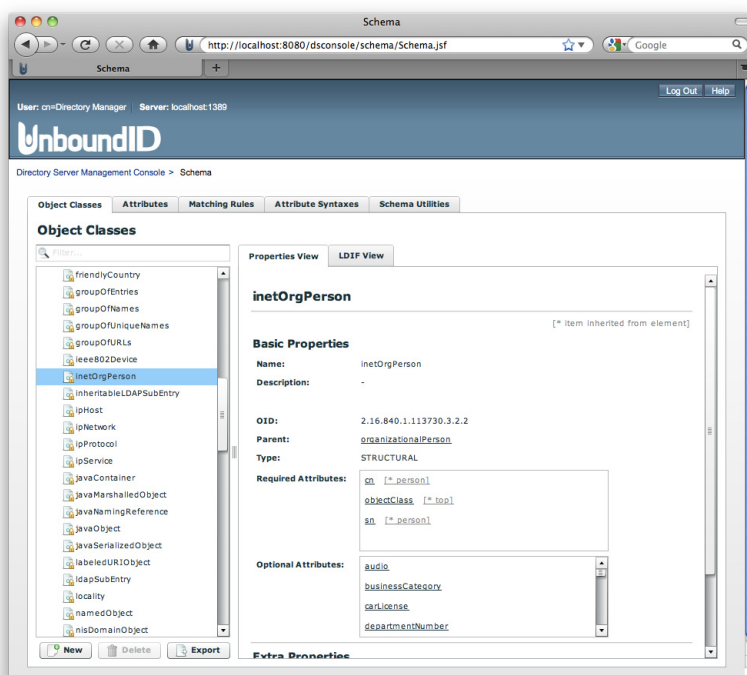 Schema
http://localhost:8080/dsconsole/schema/Schema.jsf
Google
Schema
+
Log Out Help
User: cn=Directory Manager Server: localhost:1389
UnboundID
Directory Server Management Console > Schema
Object Classes Attributes Matching Rules Attribute Syntaxes Schema Utilities
Object Classes
Filter...
Properties View LDIF View
friendlyCountry
groupOfEntries
groupOfNames
groupOfUniqueNames
groupOfURLs
ieee802Device
inetOrgPerson
inheritableLDAPSubEntry
ipHost
ipNetwork
ipProtocol
ipService
javaContainer
javaMarshalledObject
javaNamingReference
javaObject
javaSerializedObject
labeledURIObject
ldapSubEntry
locality
namedObject
nisDomainObject
New Delete Export
inetOrgPerson
[* item inherited from element]
Basic Properties
Name: inetOrgPerson
Description: -
OID: 2.16.840.1.113730.3.2.2
Parent: organizationalPerson
Type: STRUCTURAL
Required Attributes: cn [* person]
objectClass [* top]
sn [* person]
Optional Attributes: audio
businessCategory
carLicense
departmentNumber
Extra Properties